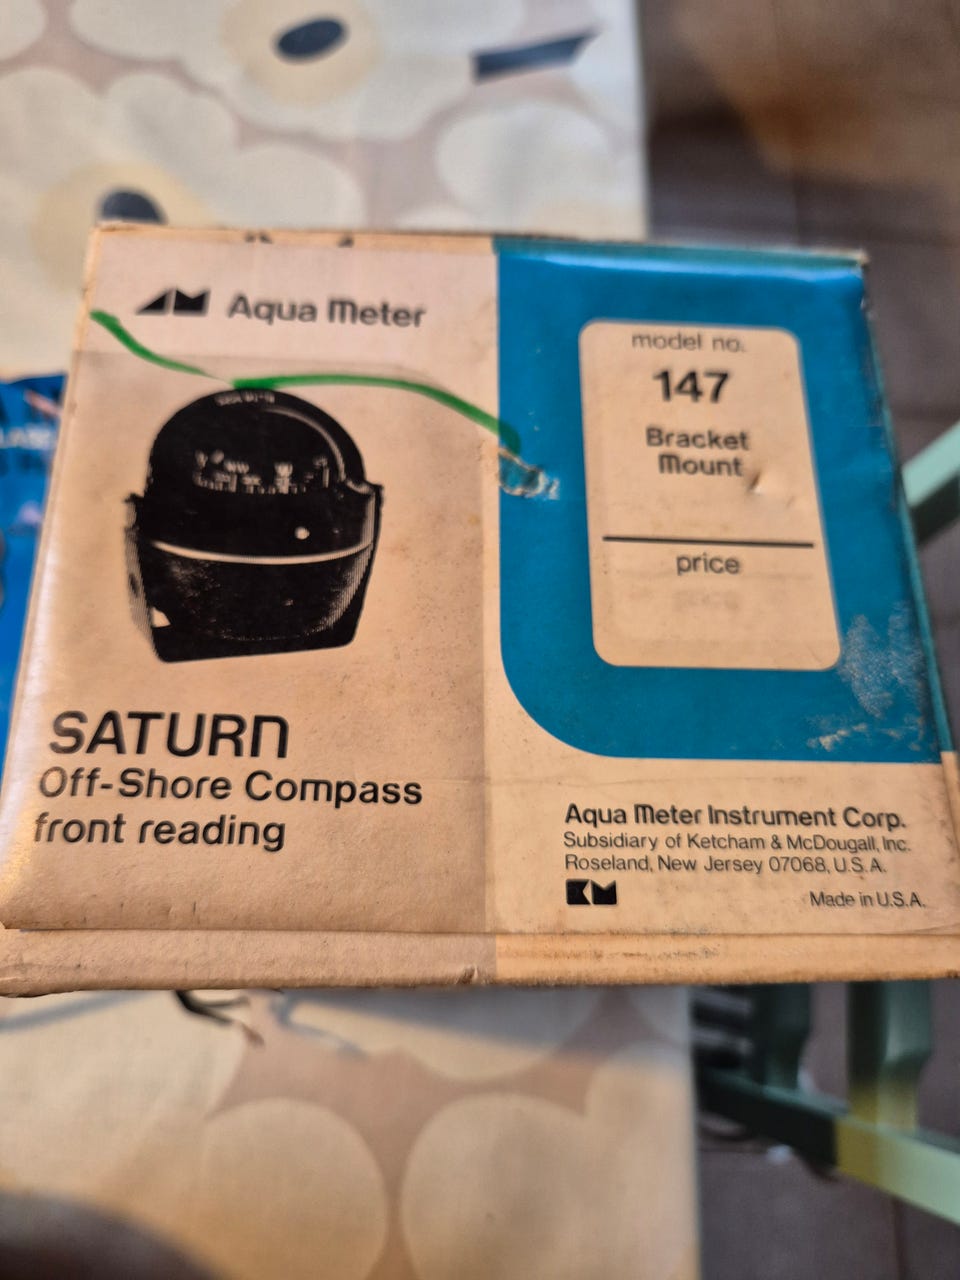 Aqua Meter
SATURN
Off-Shore Compass
front reading
model no.
147
Bracket
Mount
price
Aqua Meter Instrument Corp.
Subsidiary of Ketcham & McDougall, Inc.
Roseland, New Jersey 07068, U.S.A.
KM
Made in U.S.A.